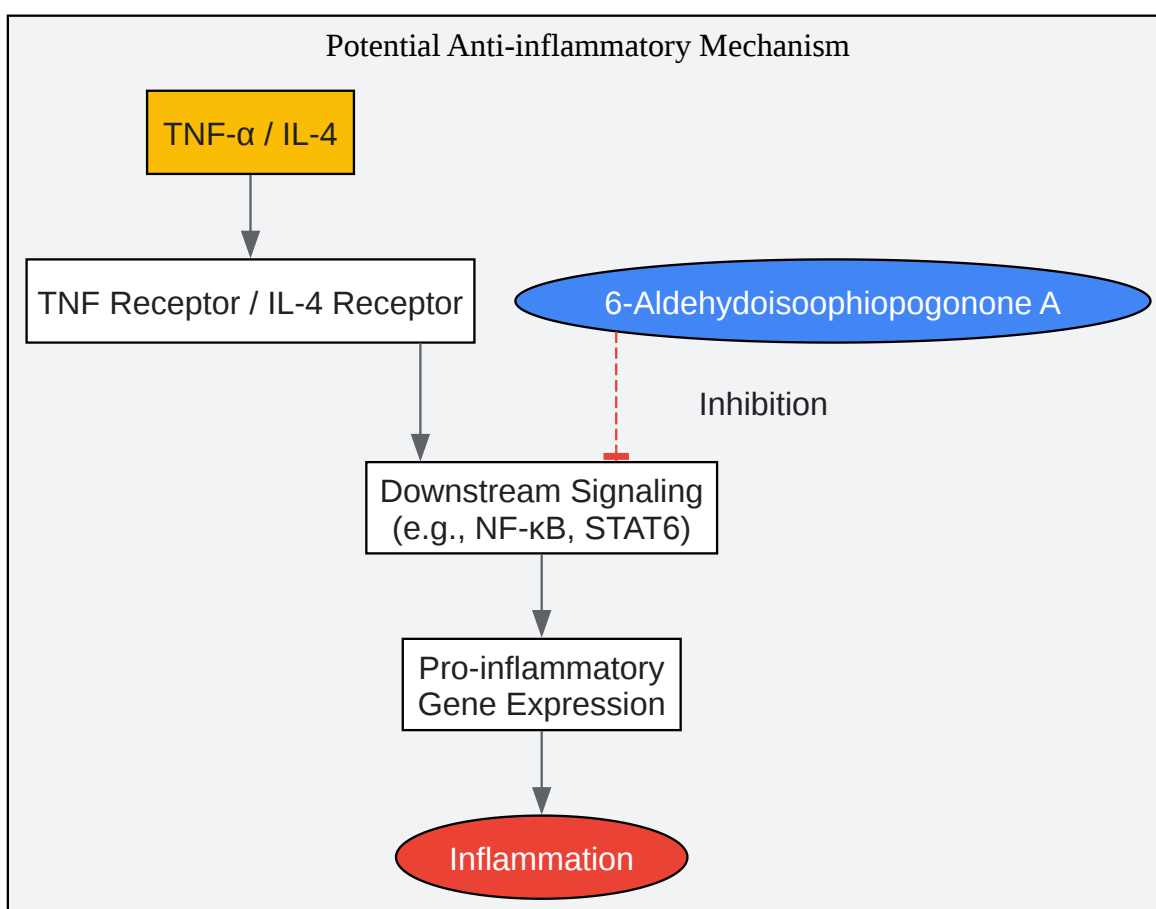 Potential Anti-inflammatory Mechanism
TNF-α / IL-4
TNF Receptor / IL-4 Receptor
6-Aldehydoisoophiopogonone A
Inhibition
Downstream Signaling
(e.g., NF-κB, STAT6)
Pro-inflammatory
Gene Expression
Inflammation